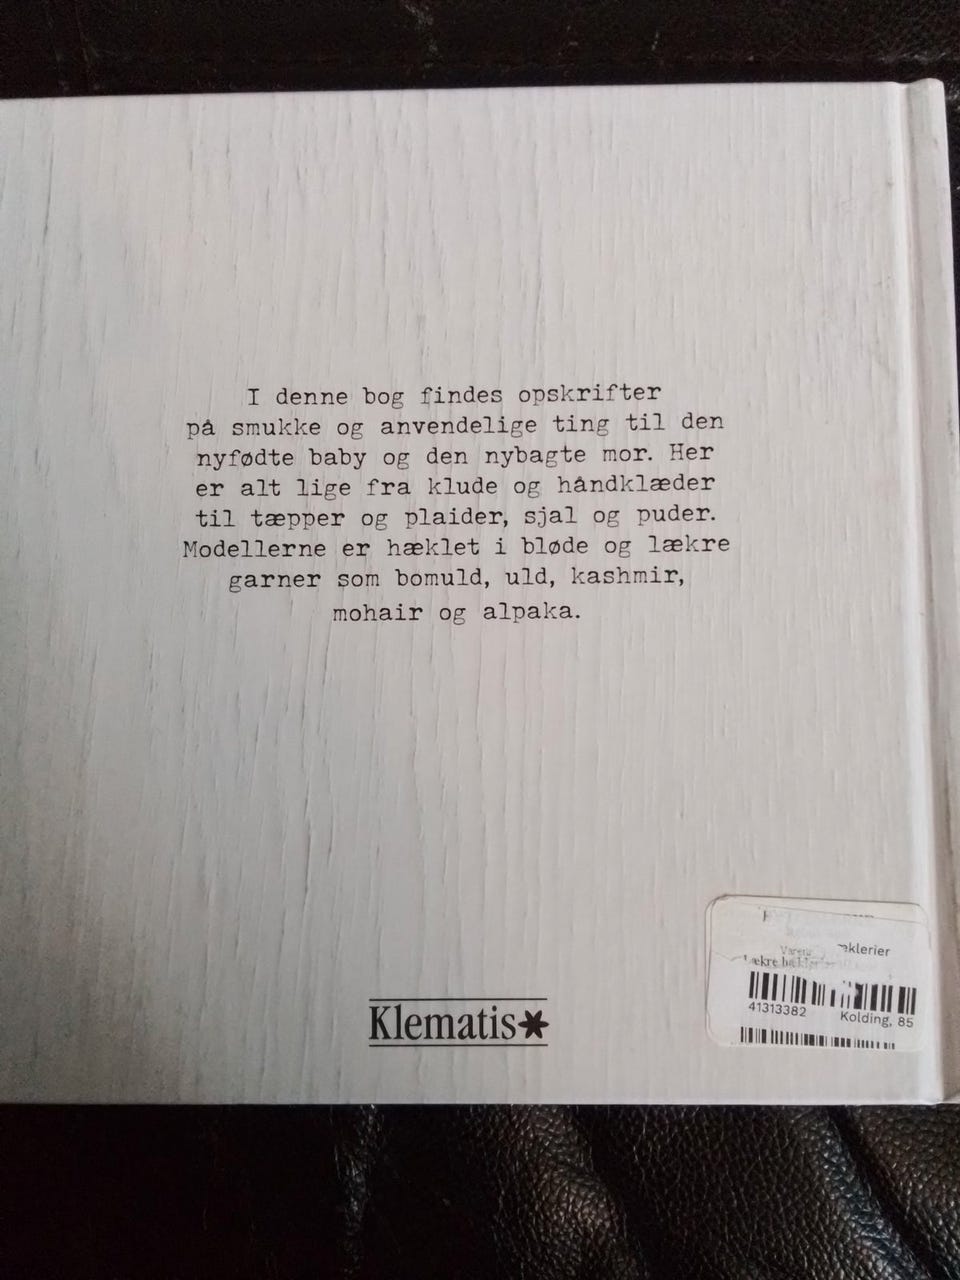 I denne bog findes opskrifter
på smukke og anvendelige ting til den
nyfødte baby og den nybagte mor. Her
er alt lige fra klude og håndklæder
til tæpper og plaider, sjal og puder.
Modellerne er hæklet i bløde og lækre
garner som bomuld, uld, kashmir,
mohair og alpaka.
Klematis
41313382 Kolding, 85